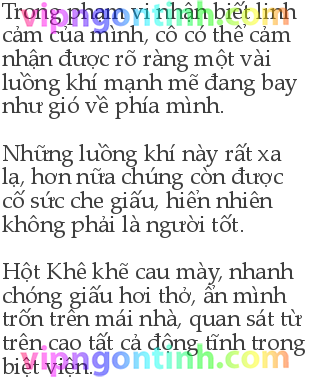 Trong phạm vi nhận biết linh
cảm của mình, cô có thể cảm
nhận được rõ ràng một vài
luồng khí mạnh mẽ đang bay
như gió về phía mình.
Những luồng khí này rất xa
lạ, hơn nữa chúng còn được
cố sức che giấu, hiển nhiên
không phải là người tốt.
Hột Khê khẽ cau mày, nhanh
chóng giấu hơi thở, ẩn mình
trốn trên mái nhà, quan sát từ
trên cao tất cả động tĩnh trong
biệt viện.
vipngontinh.com
vipngontinh.com